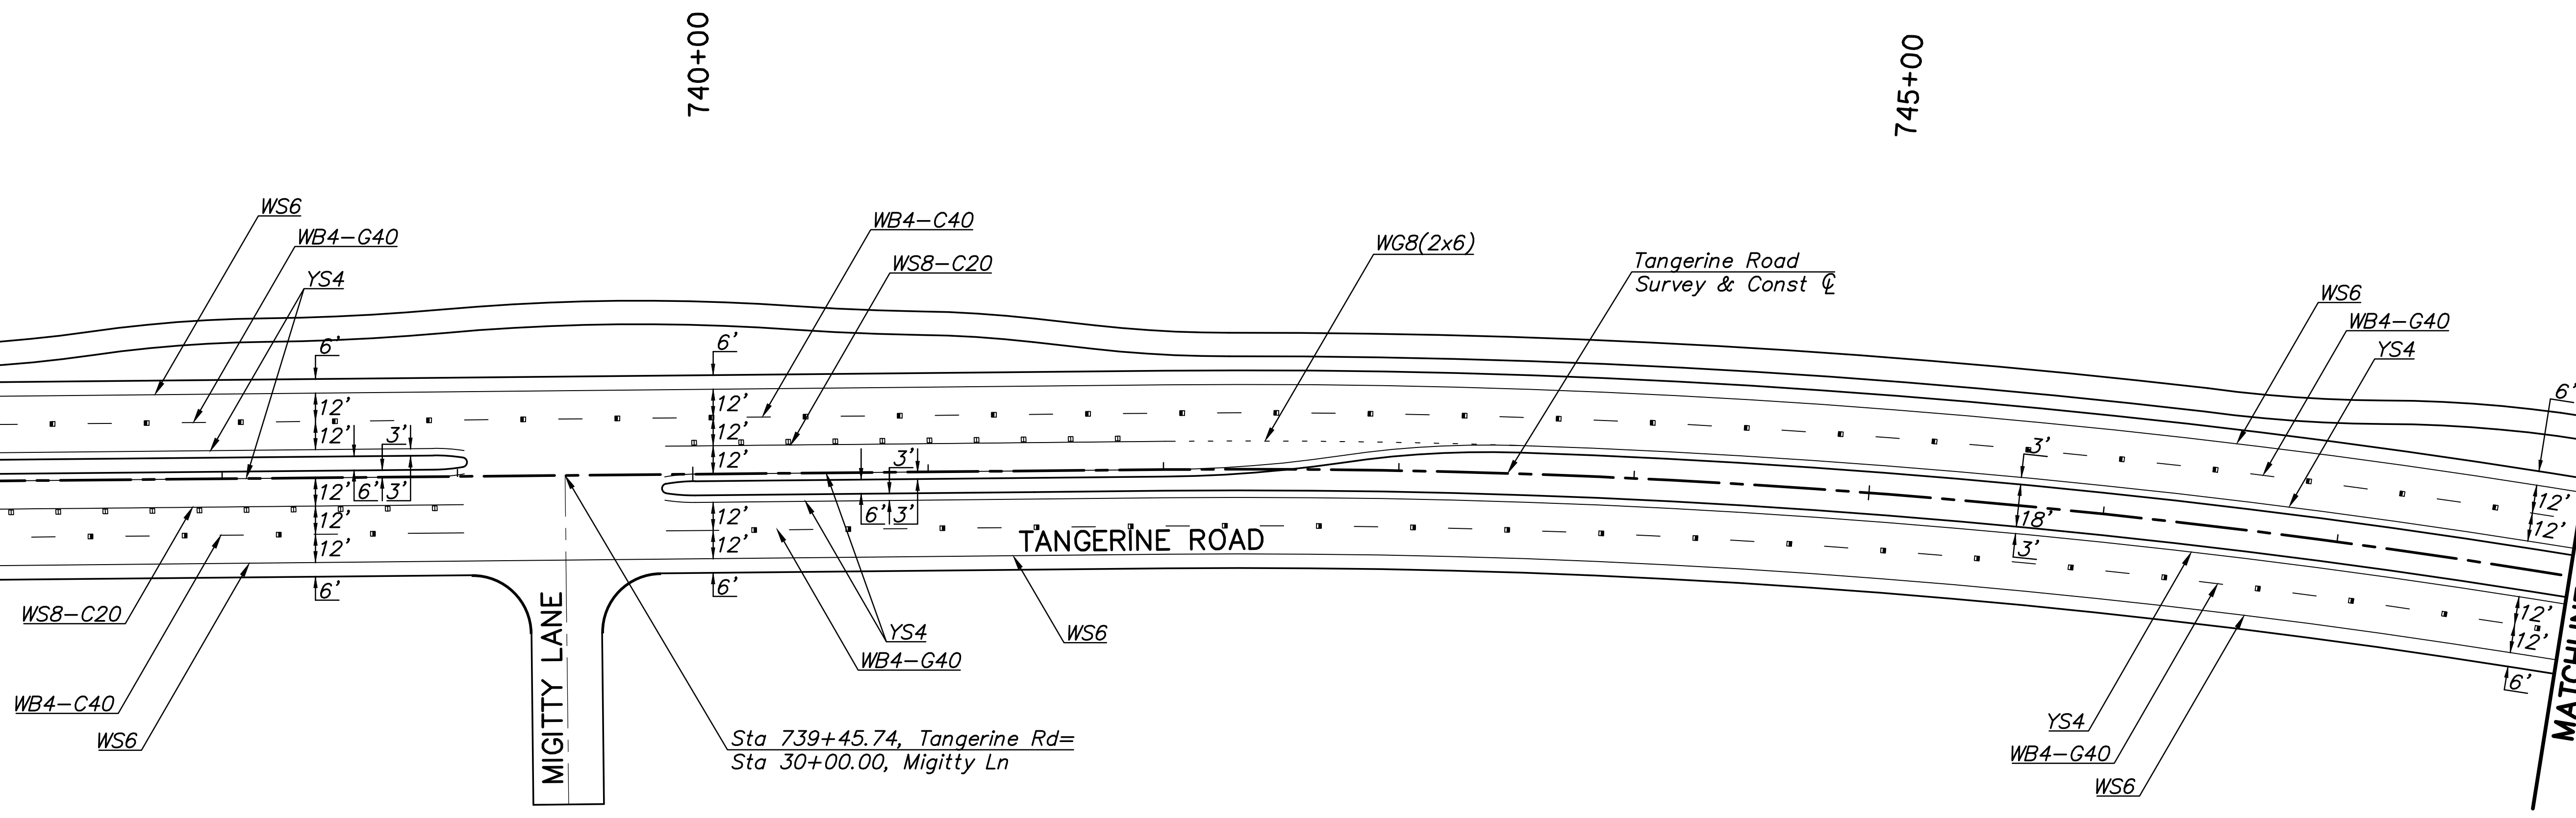 740+00
745+00
WS6
WB4-G40
YS4
WB4-C40
WS8-C20
WG8(2x6)
Tangerine Road
Survey & Const ℄
WS6
WB4-G40
YS4
6'
6'
6'
12'
12'
3'
6'
3'
12'
12'
12'
6'
12'
12'
12'
3'
6'
3'
12'
12'
6'
3'
18'
3'
12'
12'
12'
12'
6'
TANGERINE ROAD
MIGITTY LANE
WS8-C20
WB4-C40
WS6
YS4
WB4-G40
WS6
Sta 739+45.74, Tangerine Rd=
Sta 30+00.00, Migitty Ln
YS4
WB4-G40
WS6